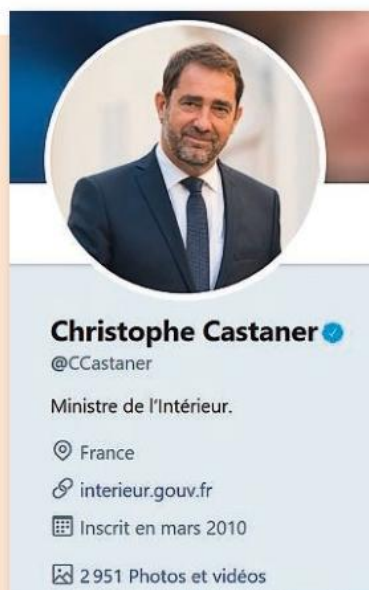 Christophe Castaner
@CCastaner
Ministre de l'Intérieur.
France
interieur.gouv.fr
Inscrit en mars 2010
2 951 Photos et vidéos